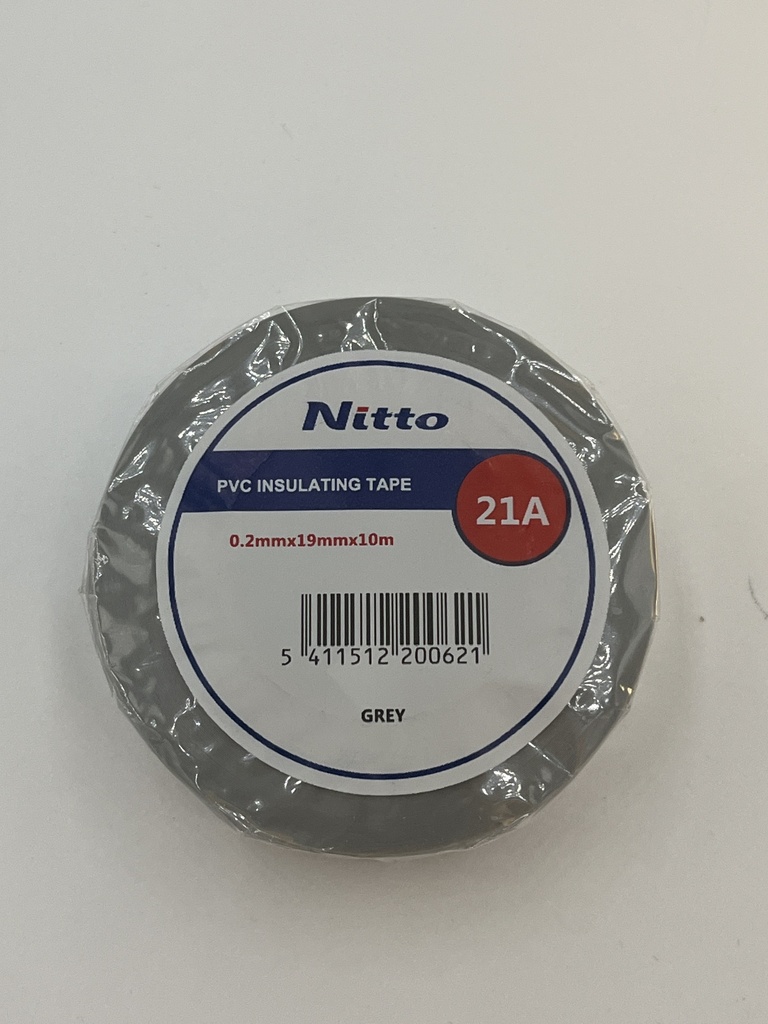 Nitto
PVC INSULATING TAPE
21A
0.2mmx19mmx10m
5 411512 200621
GREY